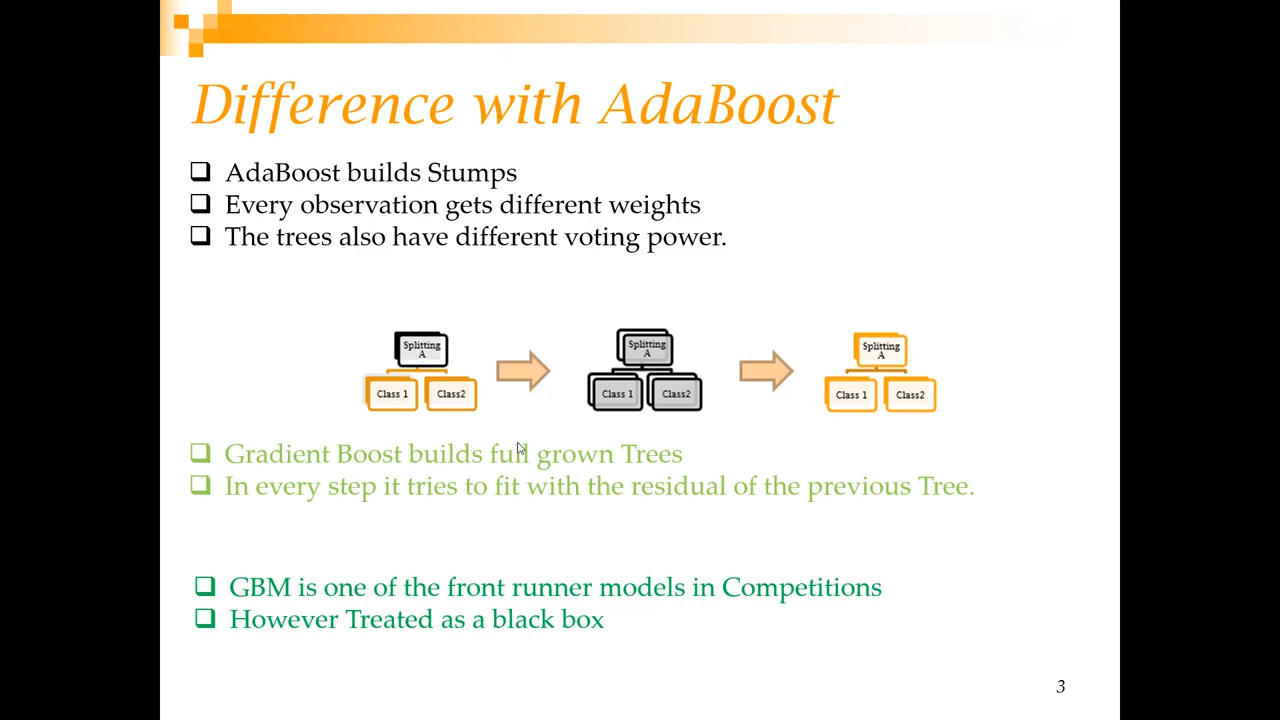 Difference with AdaBoost
AdaBoost builds Stumps
Every observation gets different weights
The trees also have different voting power.
Splitting A
Class 1
Class2
Splitting A
Class 1
Class2
Splitting A
Class 1
Class2
Gradient Boost builds full grown Trees
In every step it tries to fit with the residual of the previous Tree.
GBM is one of the front runner models in Competitions
However Treated as a black box
3